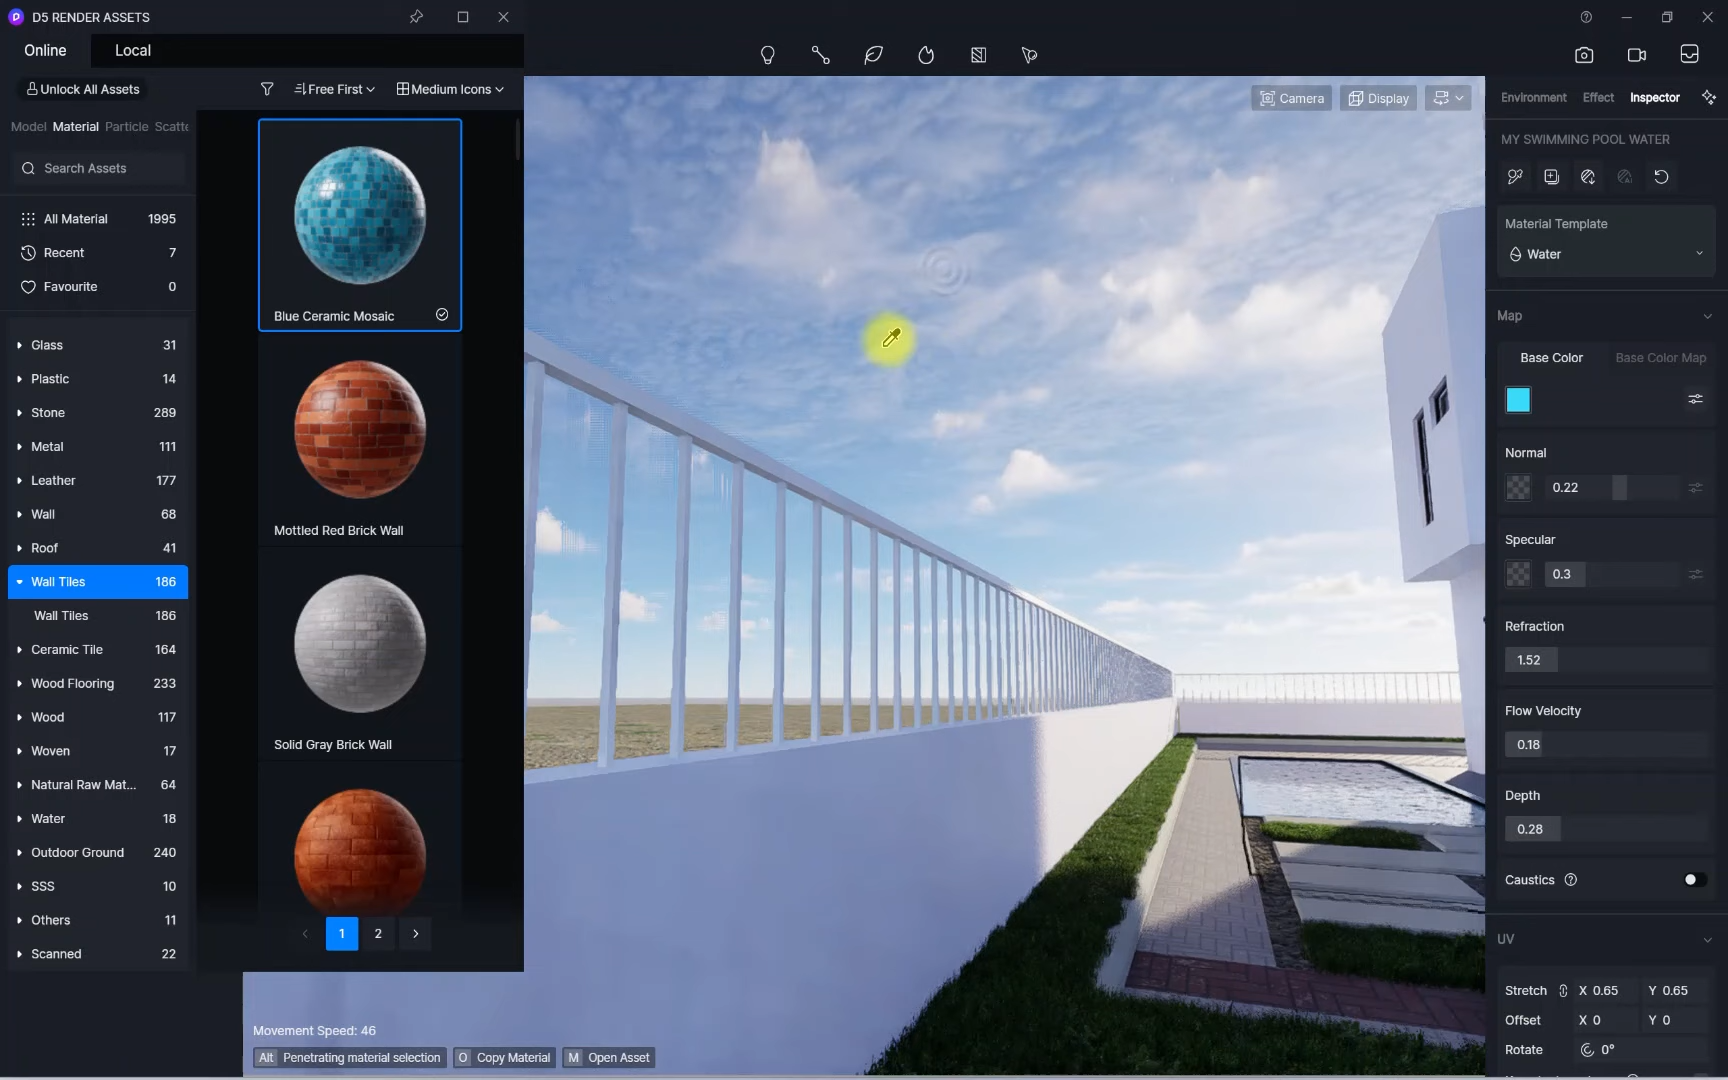 D5 RENDER ASSETS
Online
Local
Unlock All Assets
Free First
Medium Icons
Model Material Particle Scatte
Search Assets
All Material 1995
Recent 7
Favourite 0
Glass 31
Plastic 14
Stone 289
Metal 111
Leather 177
Wall 68
Roof 41
Wall Tiles 186
Wall Tiles 186
Ceramic Tile 164
Wood Flooring 233
Wood 117
Woven 17
Natural Raw Mat... 64
Water 18
Outdoor Ground 240
SSS 10
Others 11
Scanned 22
Blue Ceramic Mosaic
Mottled Red Brick Wall
Solid Gray Brick Wall
1 2
Camera
Display
Movement Speed: 46
Alt Penetrating material selection
O Copy Material
M Open Asset
Environment Effect Inspector
MY SWIMMING POOL WATER
Material Template
Water
Map
Base Color
Base Color Map
Normal
0.22
Specular
0.3
Refraction
1.52
Flow Velocity
0.18
Depth
0.28
Caustics
UV
Stretch X 0.65 Y 0.65
Offset X 0 Y 0
Rotate 0°